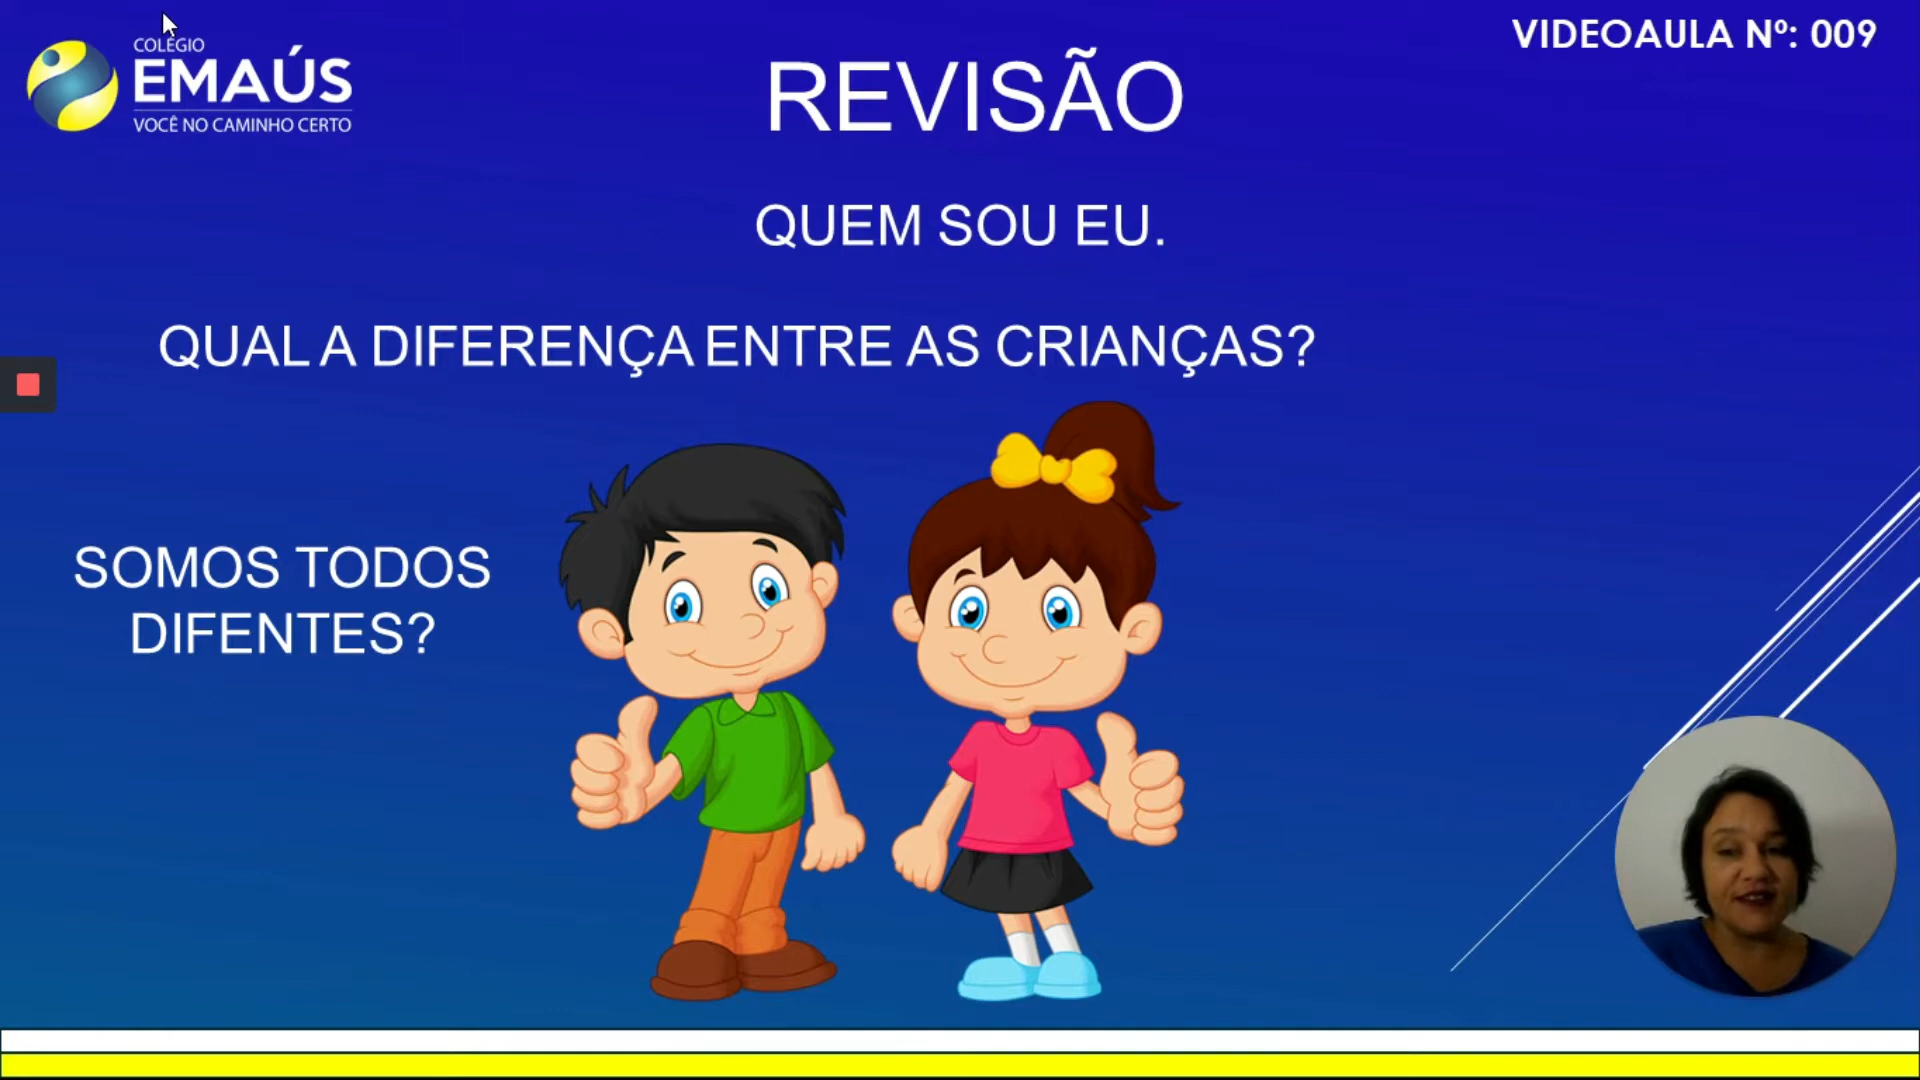 COLÉGIO
EMAÚS
VOCÊ NO CAMINHO CERTO
VIDEOAULA Nº: 009
REVISÃO
QUEM SOU EU.
QUAL A DIFERENÇA ENTRE AS CRIANÇAS?
SOMOS TODOS
DIFENTES?